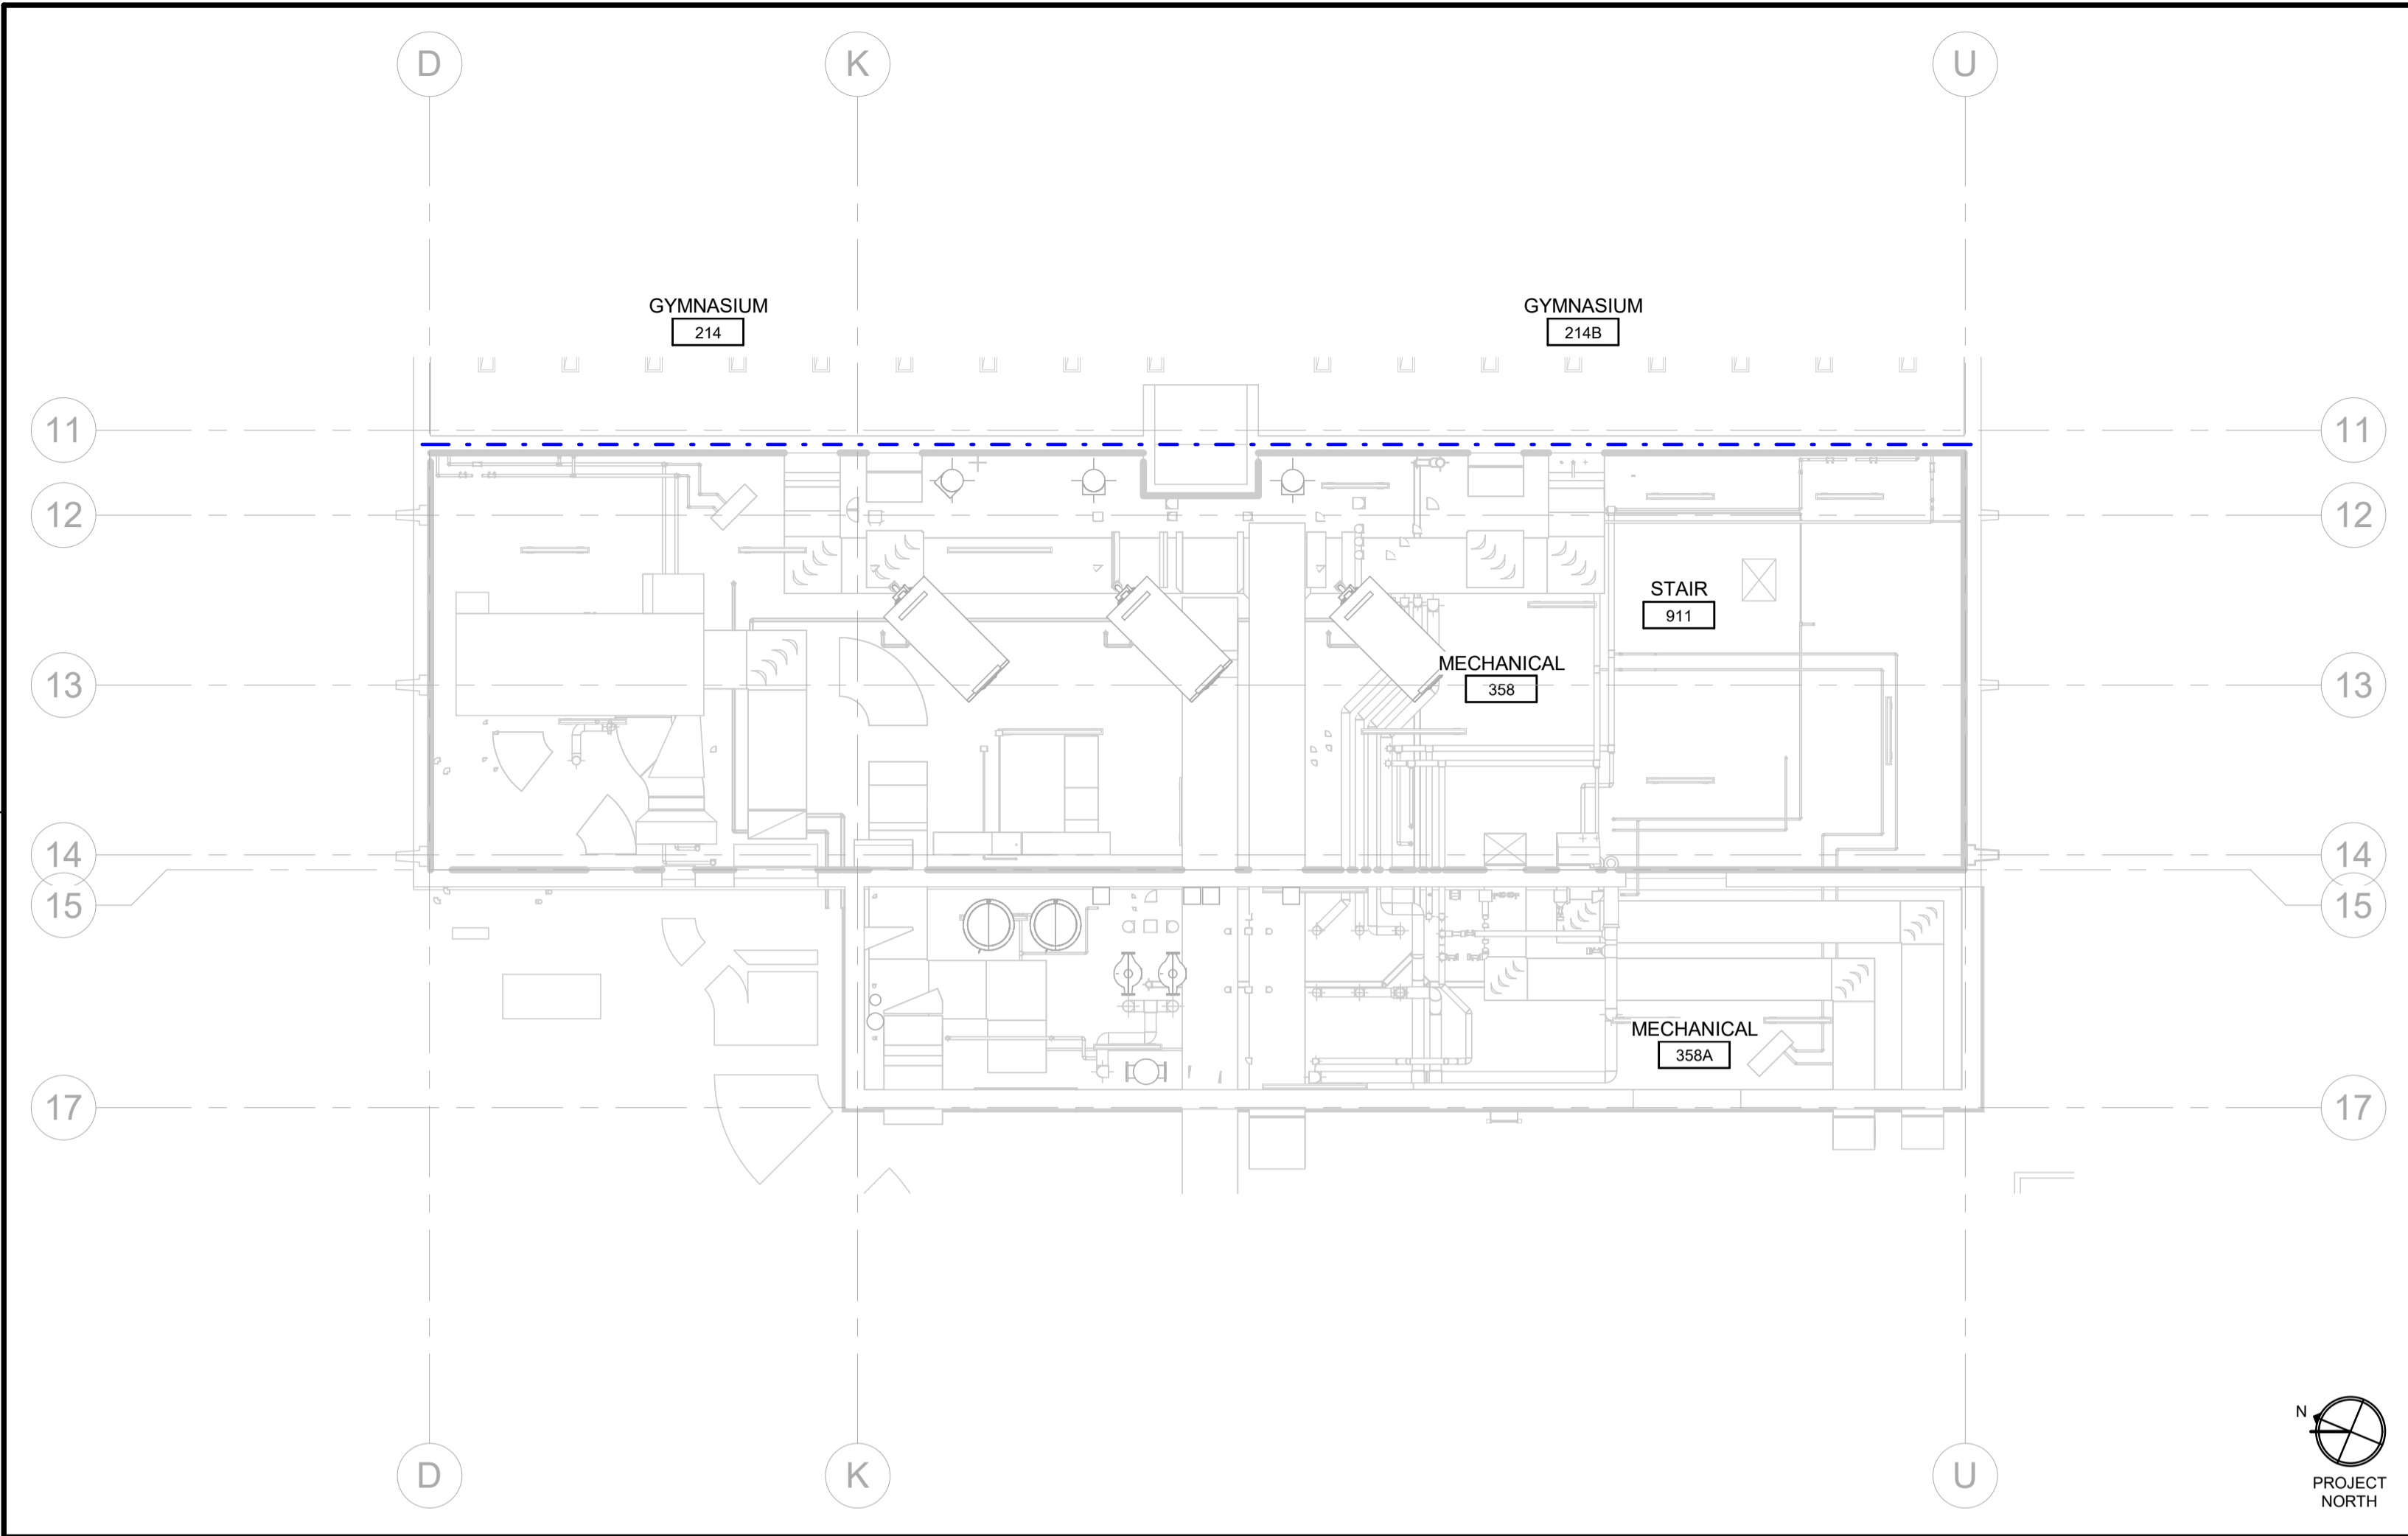 D K U
GYMNASIUM GYMNASIUM
214 214B
11 11
12 12
STAIR
911
MECHANICAL
358
13 13
14 14
15 15
MECHANICAL
358A
17 17
N
D K U
PROJECT
NORTH